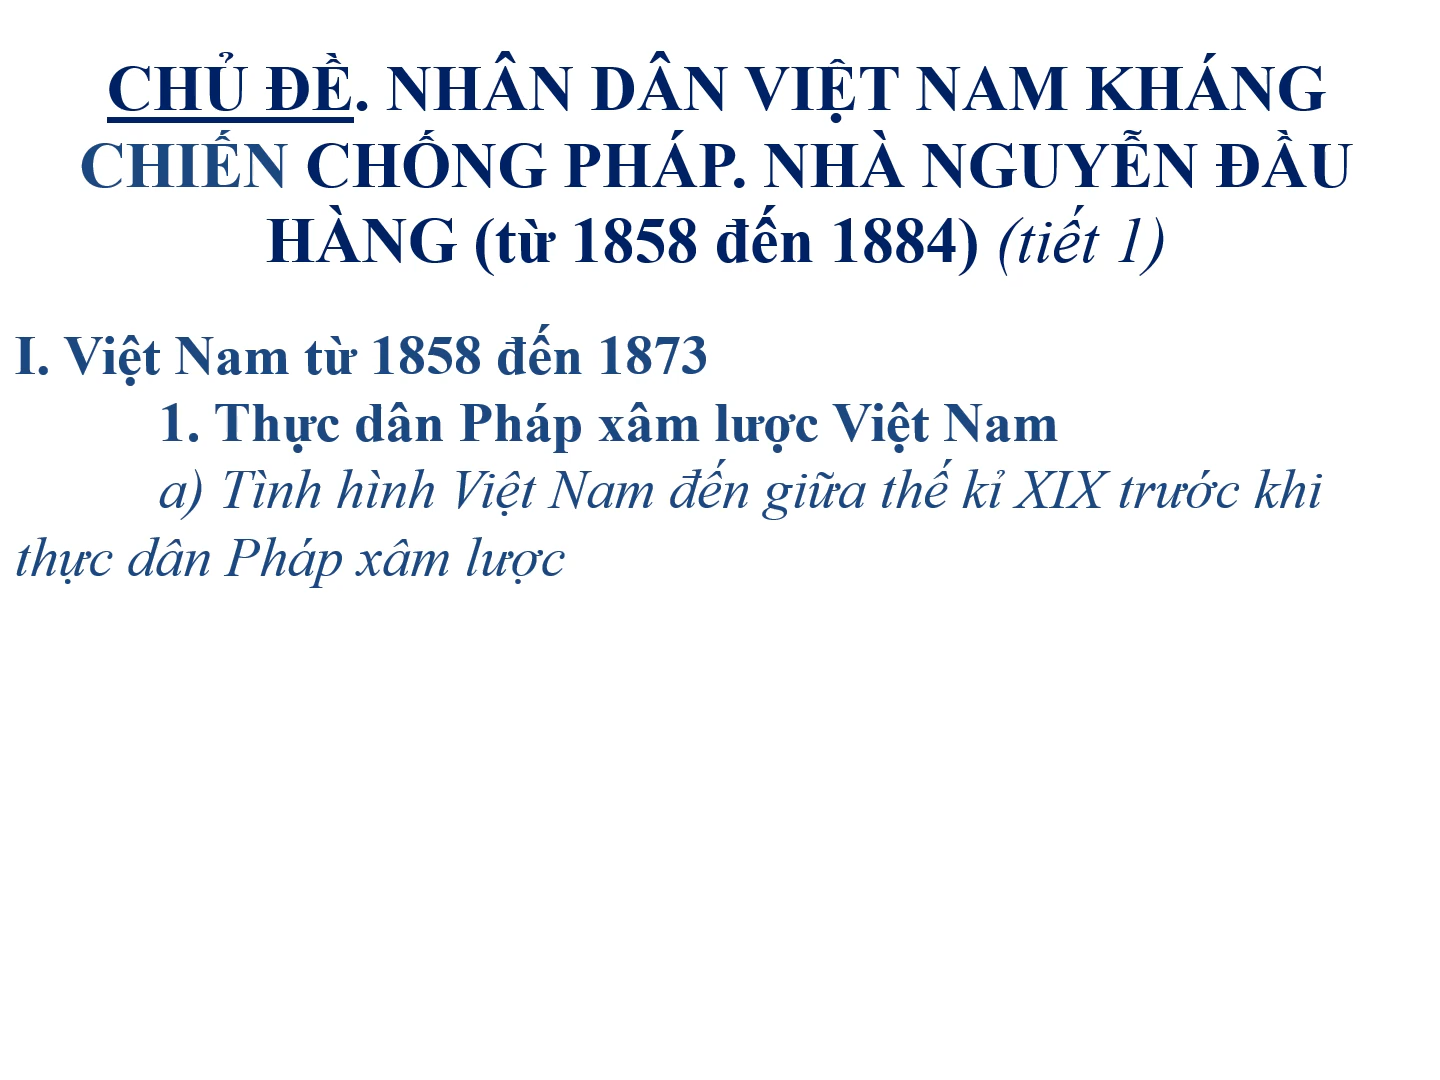 CHỦ ĐỀ. NHÂN DÂN VIỆT NAM KHÁNG
CHIẾN CHỐNG PHÁP. NHÀ NGUYỄN ĐẦU
HÀNG (từ 1858 đến 1884) (tiết 1)
I. Việt Nam từ 1858 đến 1873
1. Thực dân Pháp xâm lược Việt Nam
a) Tình hình Việt Nam đến giữa thế kỉ XIX trước khi
thực dân Pháp xâm lược